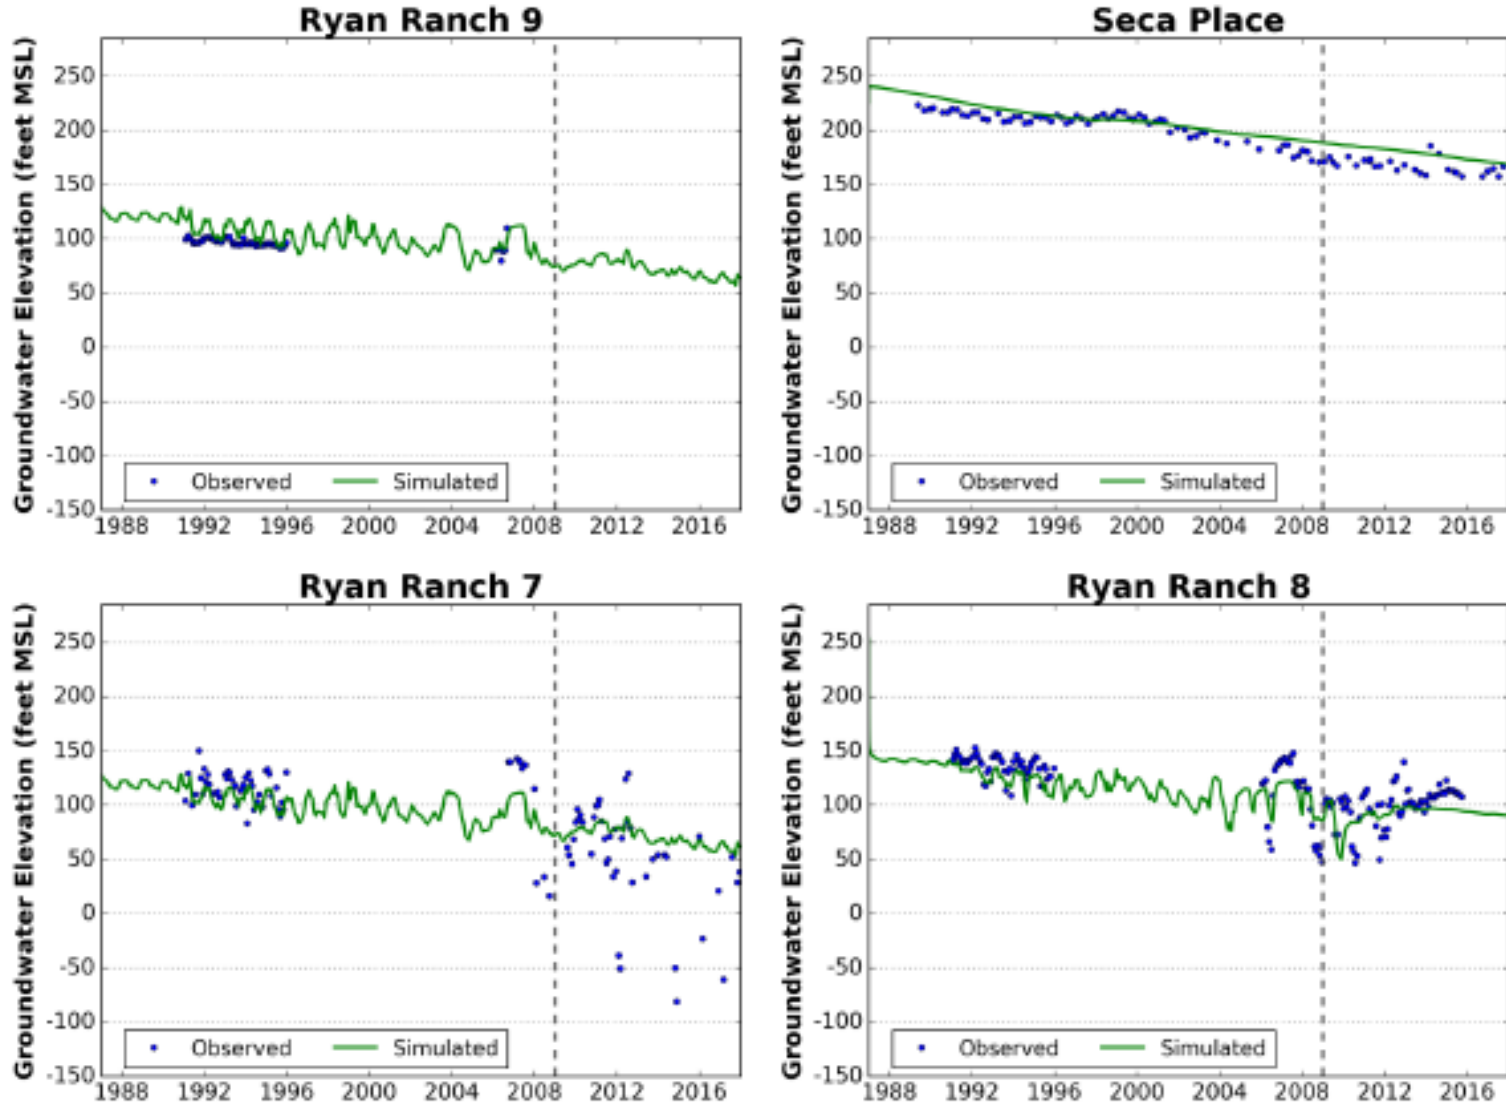 Ryan Ranch 9
Groundwater Elevation (feet MSL)
250
200
150
100
50
0
-50
-100
-150
Observed Simulated
1988 1992 1996 2000 2004 2008 2012 2016
Seca Place
Groundwater Elevation (feet MSL)
250
200
150
100
50
0
-50
-100
-150
Observed Simulated
1988 1992 1996 2000 2004 2008 2012 2016
Ryan Ranch 7
Groundwater Elevation (feet MSL)
250
200
150
100
50
0
-50
-100
-150
Observed Simulated
1988 1992 1996 2000 2004 2008 2012 2016
Ryan Ranch 8
Groundwater Elevation (feet MSL)
250
200
150
100
50
0
-50
-100
-150
Observed Simulated
1988 1992 1996 2000 2004 2008 2012 2016